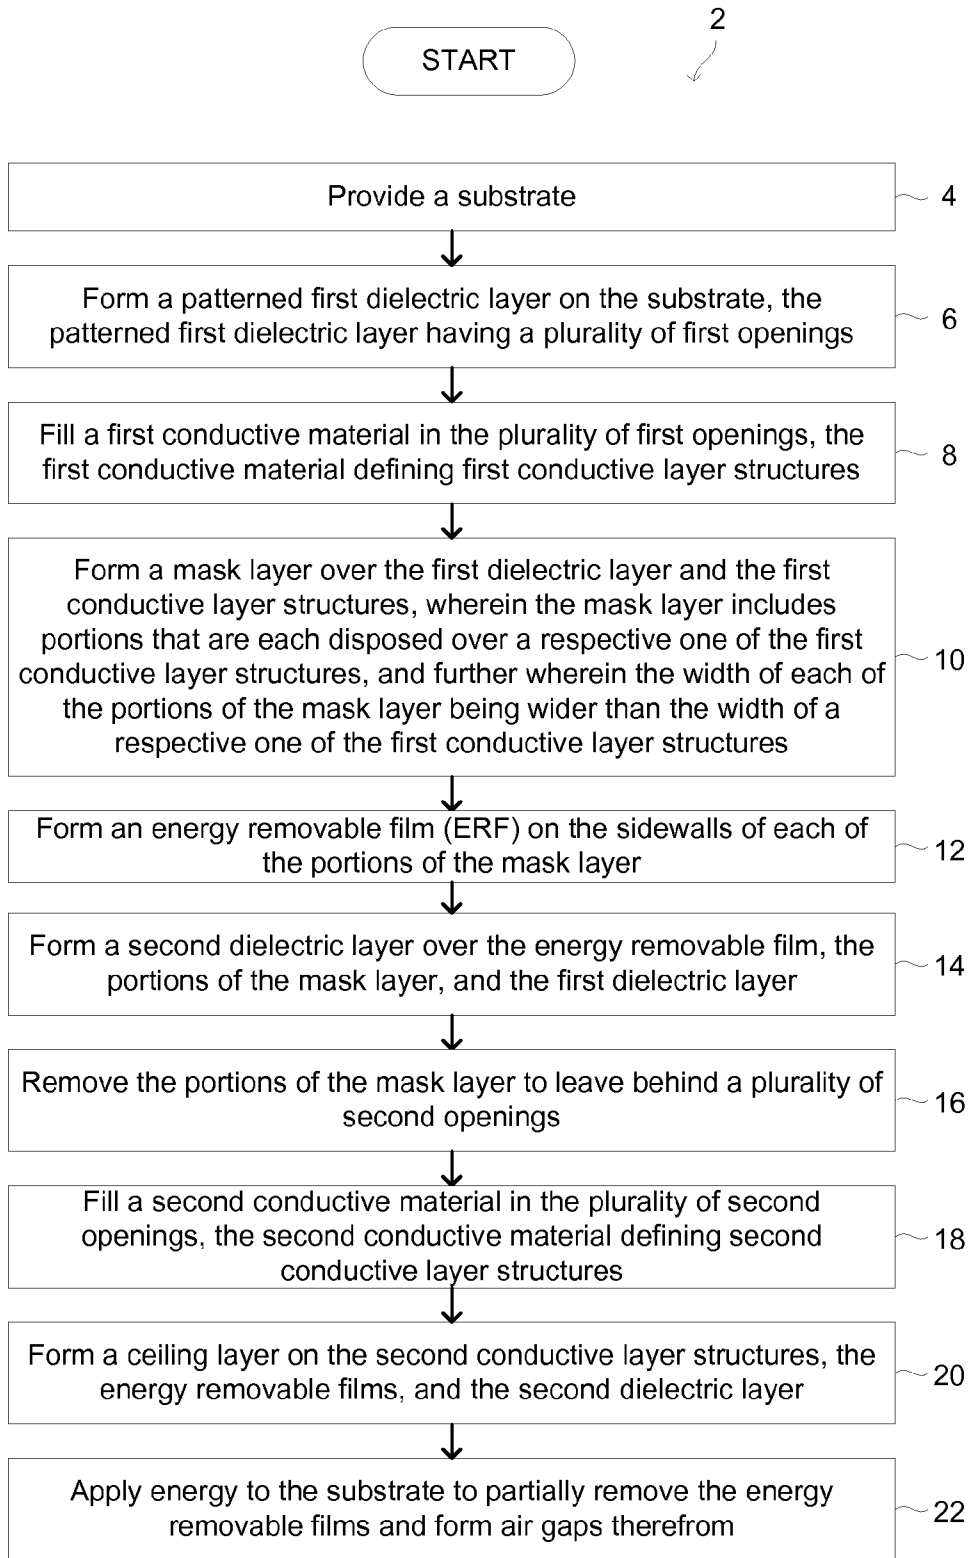 2
START
Provide a substrate
4
Form a patterned first dielectric layer on the substrate, the
patterned first dielectric layer having a plurality of first openings
6
Fill a first conductive material in the plurality of first openings, the
first conductive material defining first conductive layer structures
8
Form a mask layer over the first dielectric layer and the first
conductive layer structures, wherein the mask layer includes
portions that are each disposed over a respective one of the first
conductive layer structures, and further wherein the width of each of
the portions of the mask layer being wider than the width of a
respective one of the first conductive layer structures
10
Form an energy removable film (ERF) on the sidewalls of each of
the portions of the mask layer
12
Form a second dielectric layer over the energy removable film, the
portions of the mask layer, and the first dielectric layer
14
Remove the portions of the mask layer to leave behind a plurality of
second openings
16
Fill a second conductive material in the plurality of second
openings, the second conductive material defining second
conductive layer structures
18
Form a ceiling layer on the second conductive layer structures, the
energy removable films, and the second dielectric layer
20
Apply energy to the substrate to partially remove the energy
removable films and form air gaps therefrom
22